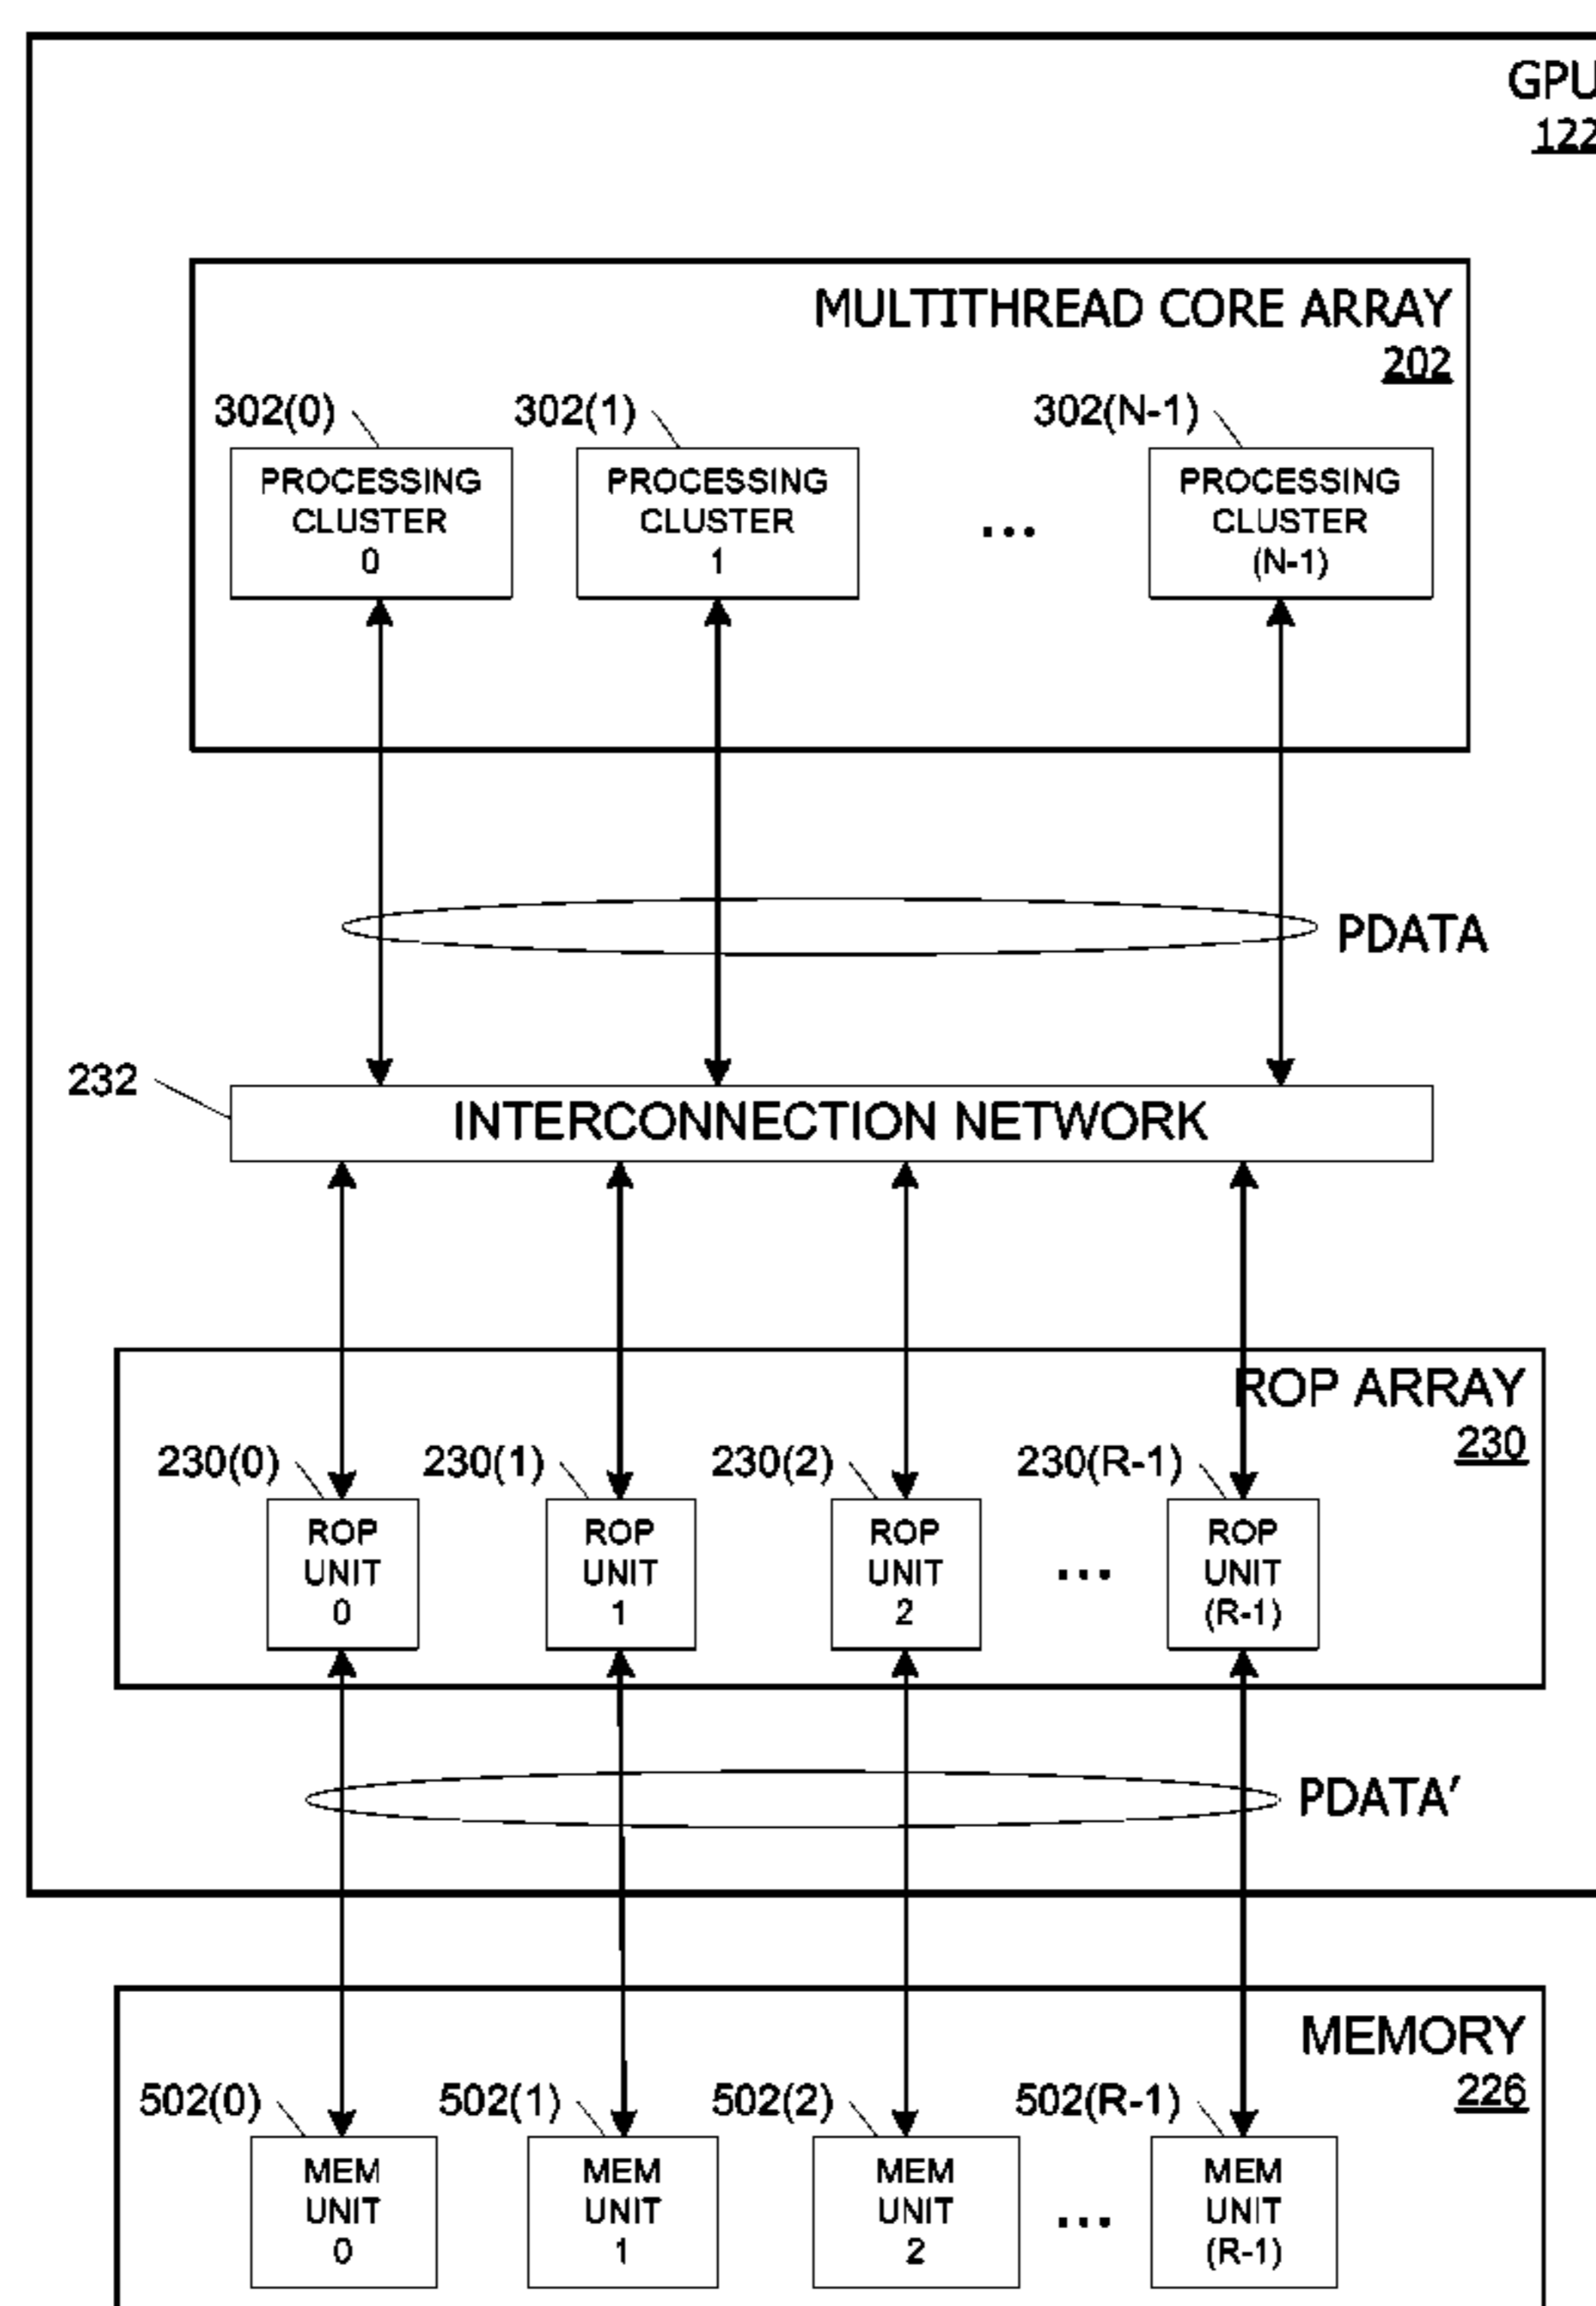 GPU
122
MULTITHREAD CORE ARRAY
202
302(0)
302(1)
302(N-1)
PROCESSING
CLUSTER
0
PROCESSING
CLUSTER
1
...
PROCESSING
CLUSTER
(N-1)
PDATA
232
INTERCONNECTION NETWORK
ROP ARRAY
230
230(0)
230(1)
230(2)
230(R-1)
ROP
UNIT
0
ROP
UNIT
1
ROP
UNIT
2
...
ROP
UNIT
(R-1)
PDATA'
MEMORY
226
502(0)
502(1)
502(2)
502(R-1)
MEM
UNIT
0
MEM
UNIT
1
MEM
UNIT
2
...
MEM
UNIT
(R-1)